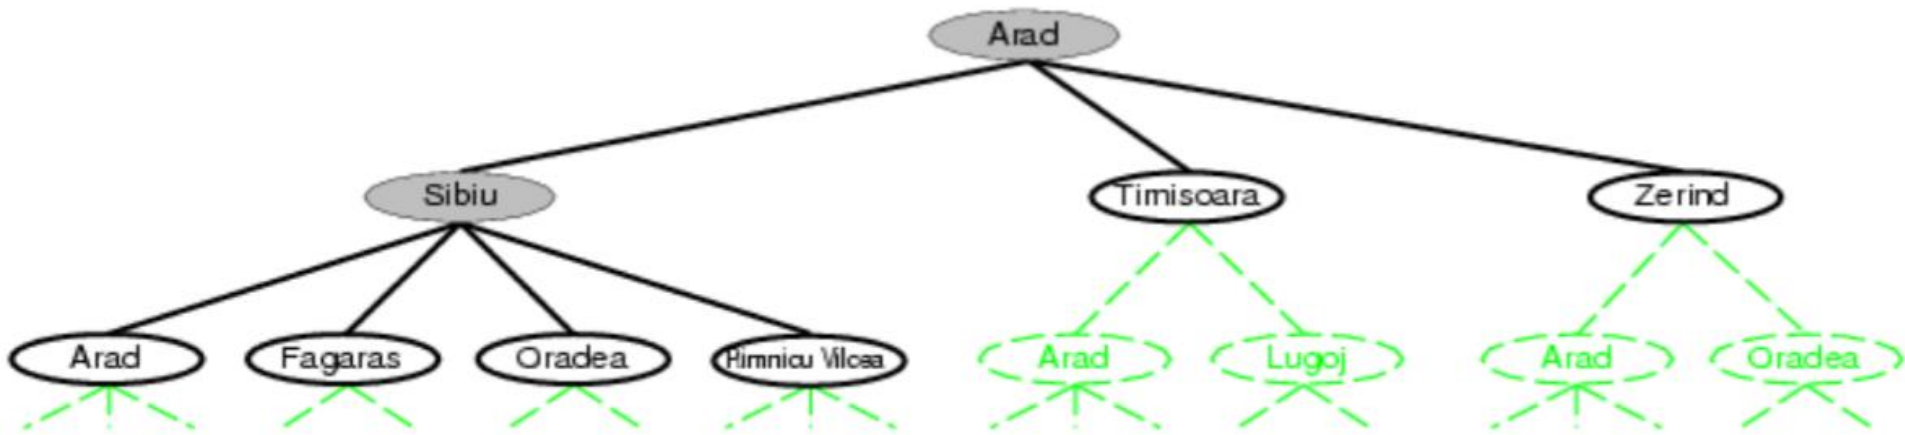 Arad
Sibiu
Timisoara
Zerind
Arad
Fagaras
Oradea
Rimnicu Vilcea
Arad
Lugoj
Arad
Oradea